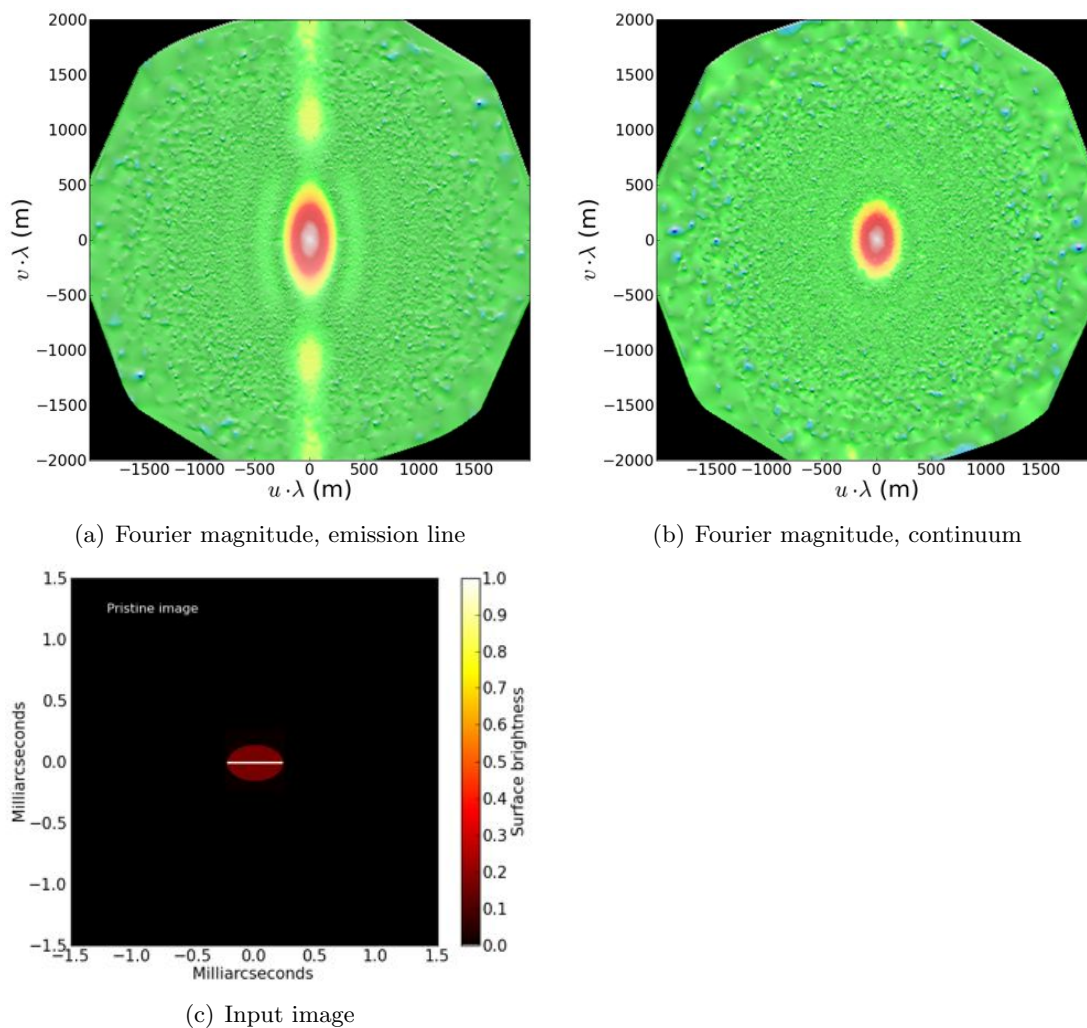 2000
1500
1000
500
0
−500
−1000
−1500
−2000
v·λ (m)
−1500 −1000 −500 0 500 1000 1500
u·λ (m)
(a) Fourier magnitude, emission line
2000
1500
1000
500
0
−500
−1000
−1500
−2000
v·λ (m)
−1500 −1000 −500 0 500 1000 1500
u·λ (m)
(b) Fourier magnitude, continuum
Pristine image
1.5
1.0
0.5
0.0
−0.5
−1.0
−1.5
Milliarcseconds
−1.5 −1.0 −0.5 0.0 0.5 1.0 1.5
Milliarcseconds
1.0
0.9
0.8
0.7
0.6
0.5
0.4
0.3
0.2
0.1
0.0
Surface brightness
(c) Input image